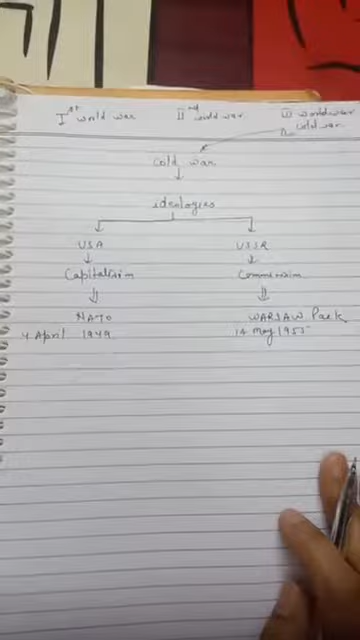 Ist world war IInd world war III world war
cold war
cold war
ideologies
USA USSR
Capitalism Communism
NATO WARSAW Pack
4 April 1949 14 May 1955